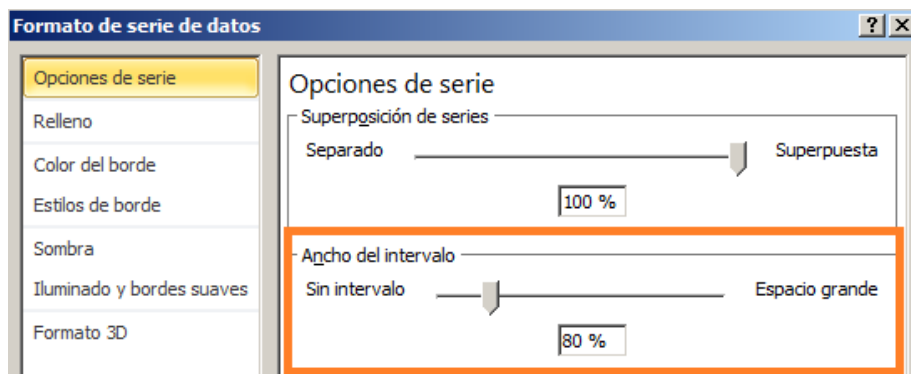 Formato de serie de datos
Opciones de serie
Relleno
Color del borde
Estilos de borde
Sombra
Iluminado y bordes suaves
Formato 3D
Opciones de serie
Superposición de series
Separado Superpuesta
100 %
Ancho del intervalo
Sin intervalo Espacio grande
80 %